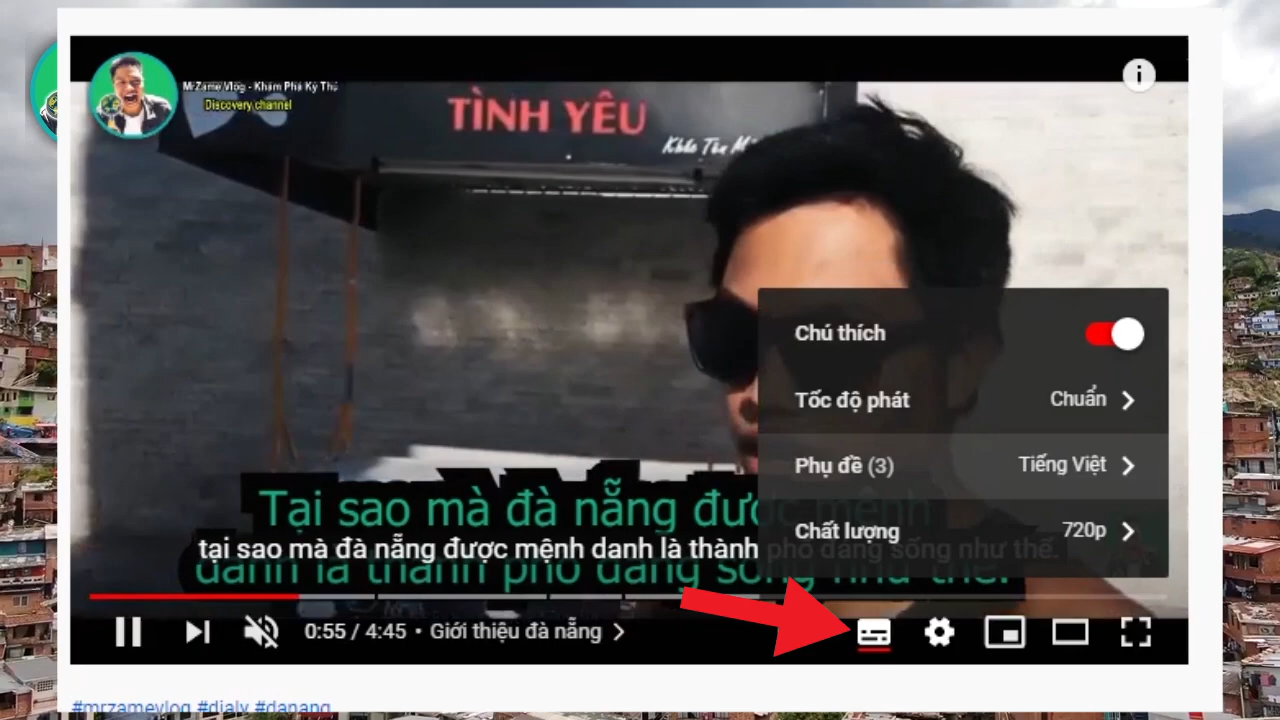 MrZame Vlog - Khám Phá Kỳ Thú
Discovery channel
TÌNH YÊU
i
Chú thích
Tốc độ phát Chuẩn
Phụ đề (3) Tiếng Việt
Chất lượng 720p
Tại sao mà đà nẵng được mệnh
tại sao mà đà nẵng được mệnh danh là thành phố đáng sống như thế.
danh là thành phố đáng sống như thế.
0:55 / 4:45 • Giới thiệu đà nẵng
#mrzamevlog #dialy #danang